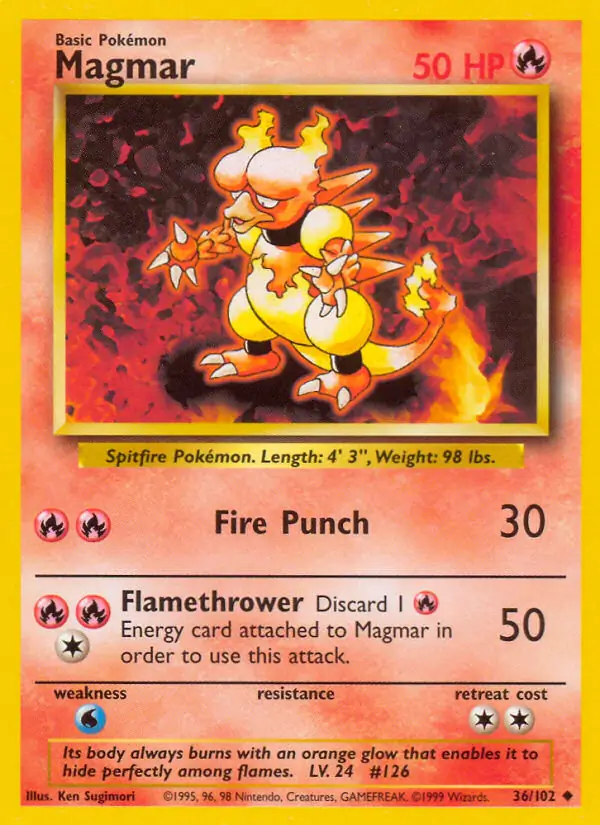 Basic Pokémon
Magmar
50 HP
Spitfire Pokémon. Length: 4' 3", Weight: 98 lbs.
Fire Punch 30
Flamethrower Discard 1
Energy card attached to Magmar in
order to use this attack.
50
weakness resistance retreat cost
Its body always burns with an orange glow that enables it to
hide perfectly among flames. LV. 24 #126
Illus. Ken Sugimori ©1995, 96, 98 Nintendo, Creatures, GAMEFREAK. ©1999 Wizards. 36/102